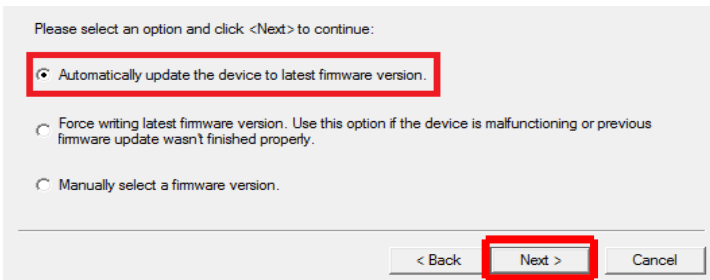 Please select an option and click <Next> to continue:
Automatically update the device to latest firmware version.
Force writing latest firmware version. Use this option if the device is malfunctioning or previous
firmware update wasn't finished properly.
Manually select a firmware version.
< Back Next > Cancel